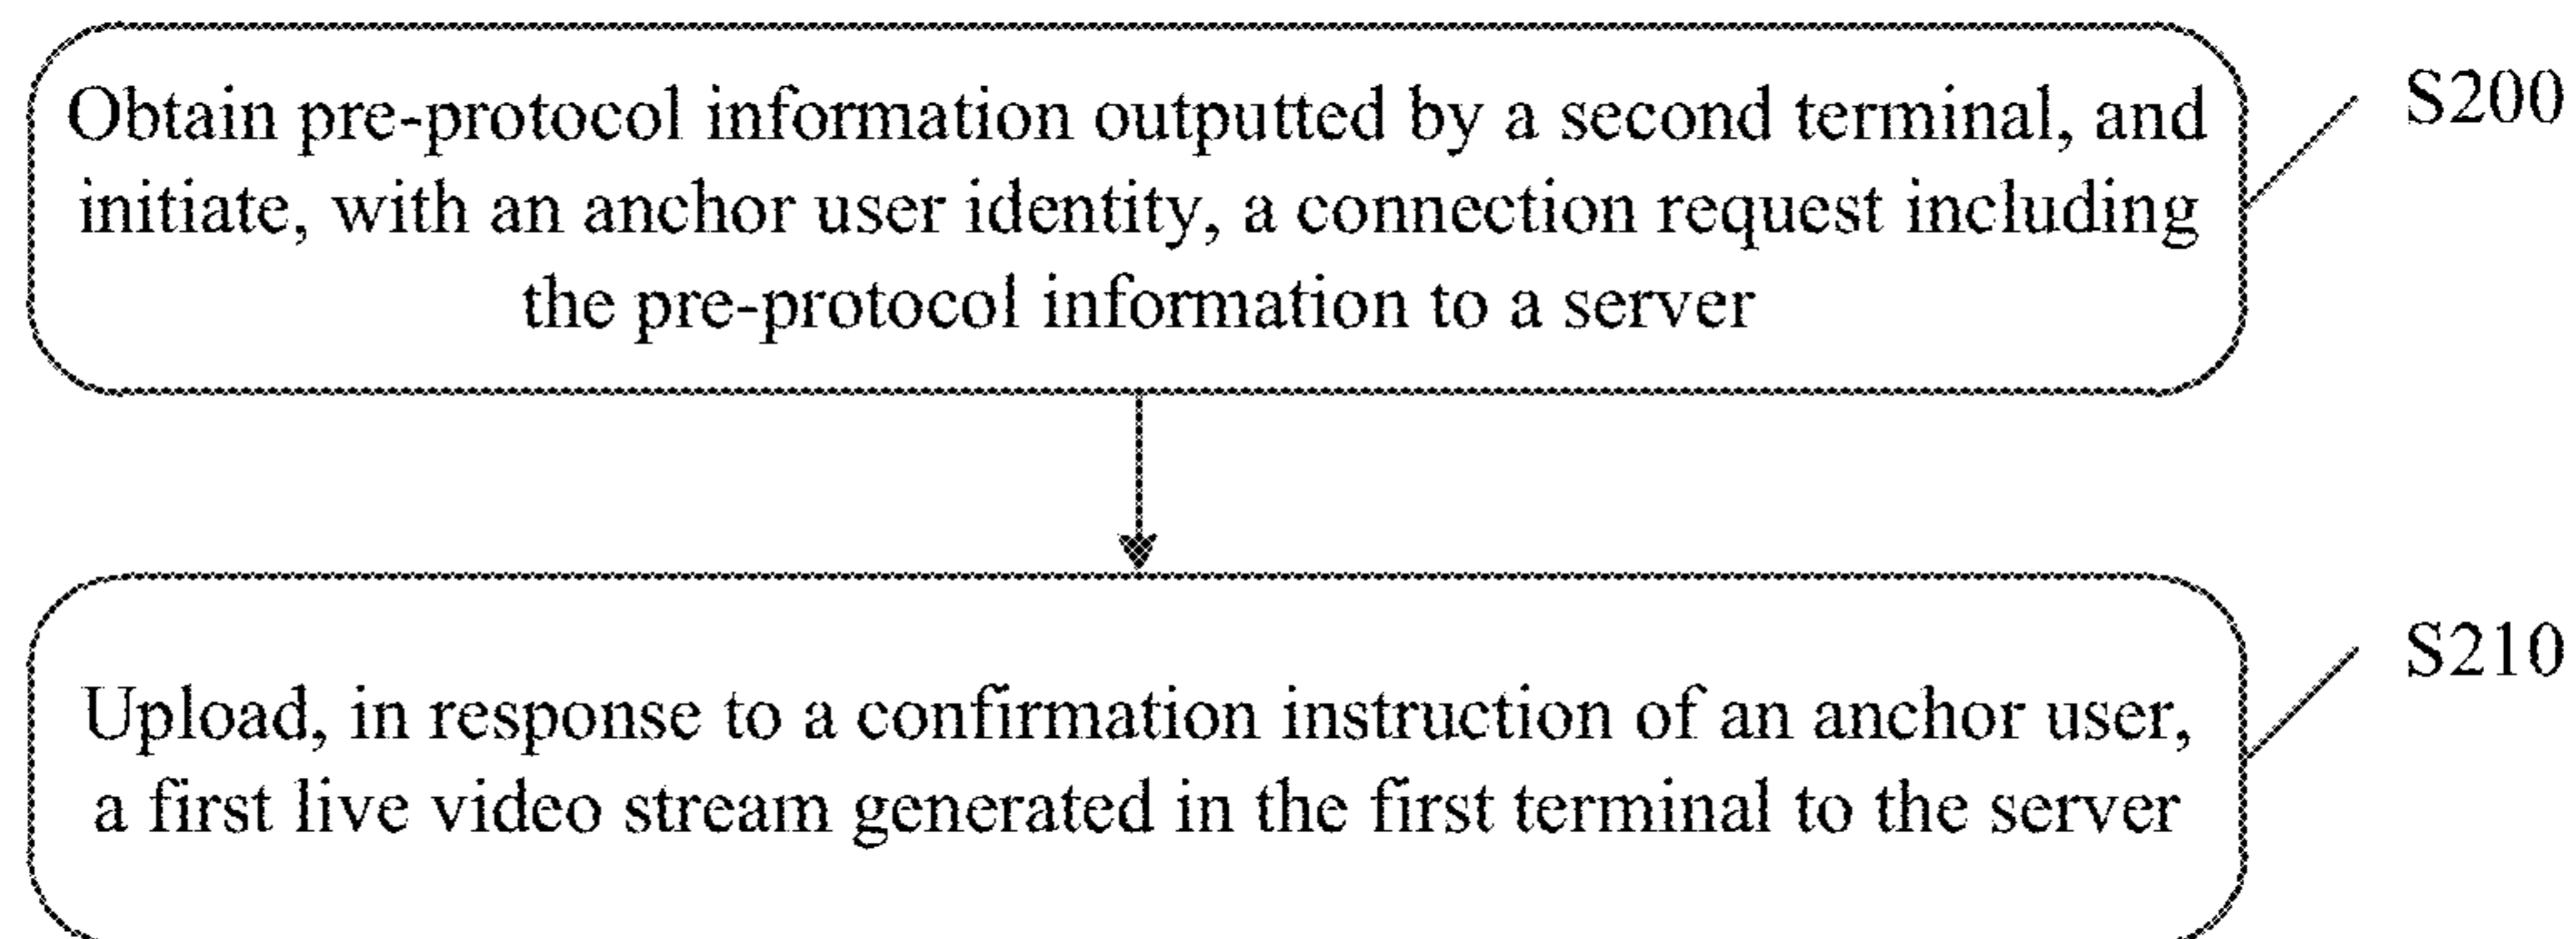 Obtain pre-protocol information outputted by a second terminal, and
initiate, with an anchor user identity, a connection request including
the pre-protocol information to a server
S200
Upload, in response to a confirmation instruction of an anchor user,
a first live video stream generated in the first terminal to the server
S210